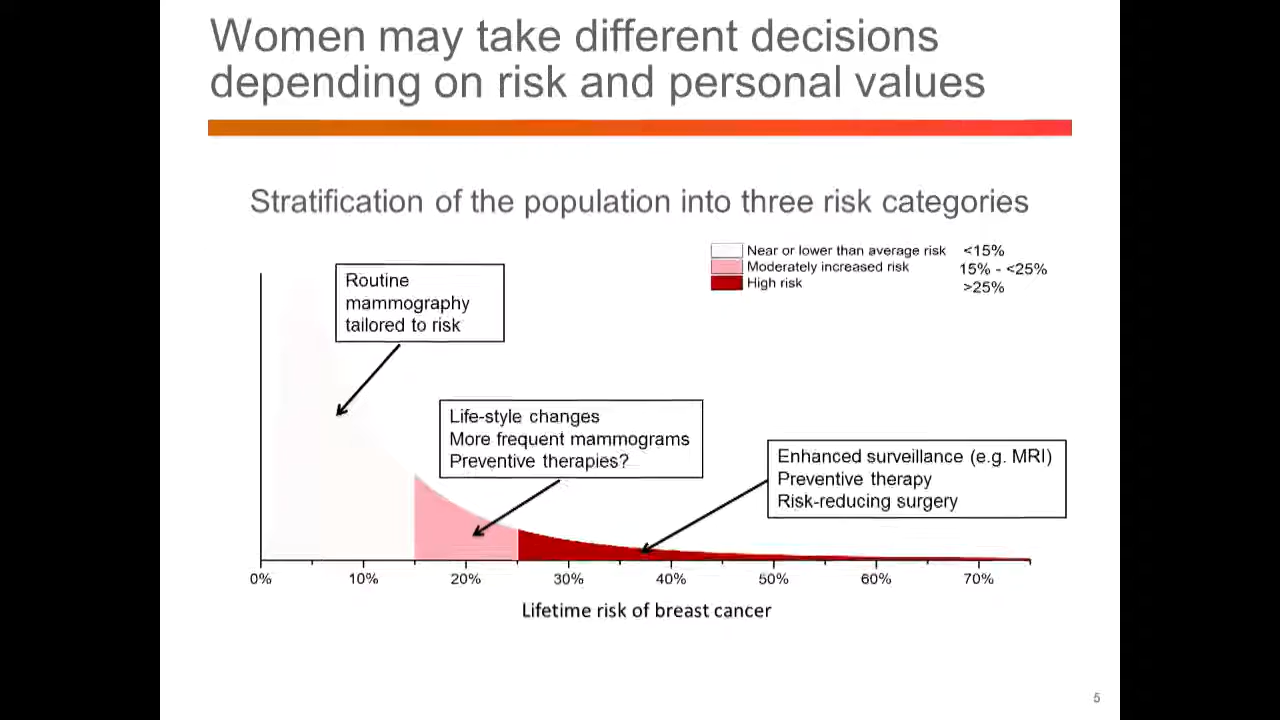 Women may take different decisions
depending on risk and personal values
Stratification of the population into three risk categories
Near or lower than average risk <15%
Moderately increased risk 15% - <25%
High risk >25%
Routine
mammography
tailored to risk
Life-style changes
More frequent mammograms
Preventive therapies?
Enhanced surveillance (e.g. MRI)
Preventive therapy
Risk-reducing surgery
0% 10% 20% 30% 40% 50% 60% 70%
Lifetime risk of breast cancer
5